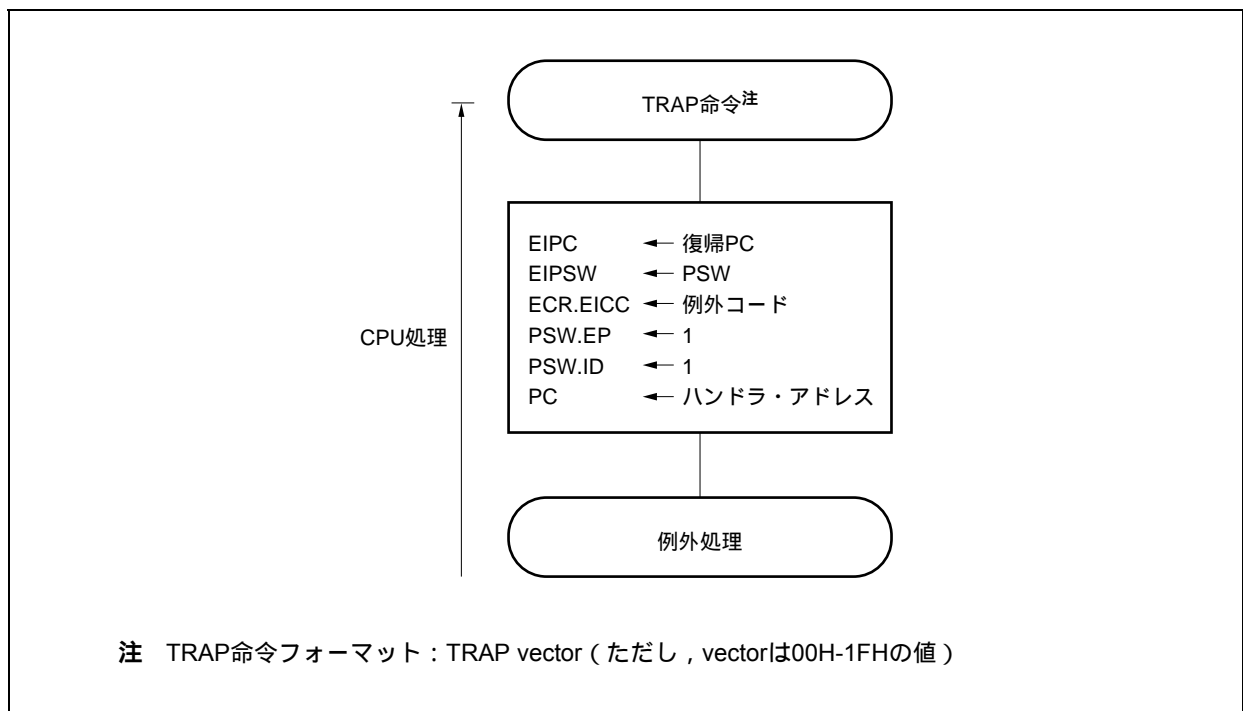 TRAP命令注
CPU処理
EIPC ← 復帰PC
EIPSW ← PSW
ECR.EICC ← 例外コード
PSW.EP ← 1
PSW.ID ← 1
PC ← ハンドラ・アドレス
例外処理
注 TRAP命令フォーマット：TRAP vector（ただし，vectorは00H-1FHの値）